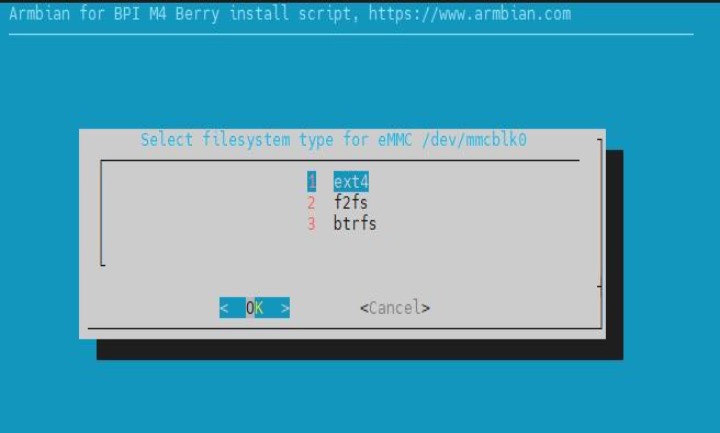 Armbian for BPI M4 Berry install script, https://www.armbian.com
Select filesystem type for eMMC /dev/mmcblk0
1 ext4
2 f2fs
3 btrfs
< OK > <Cancel>